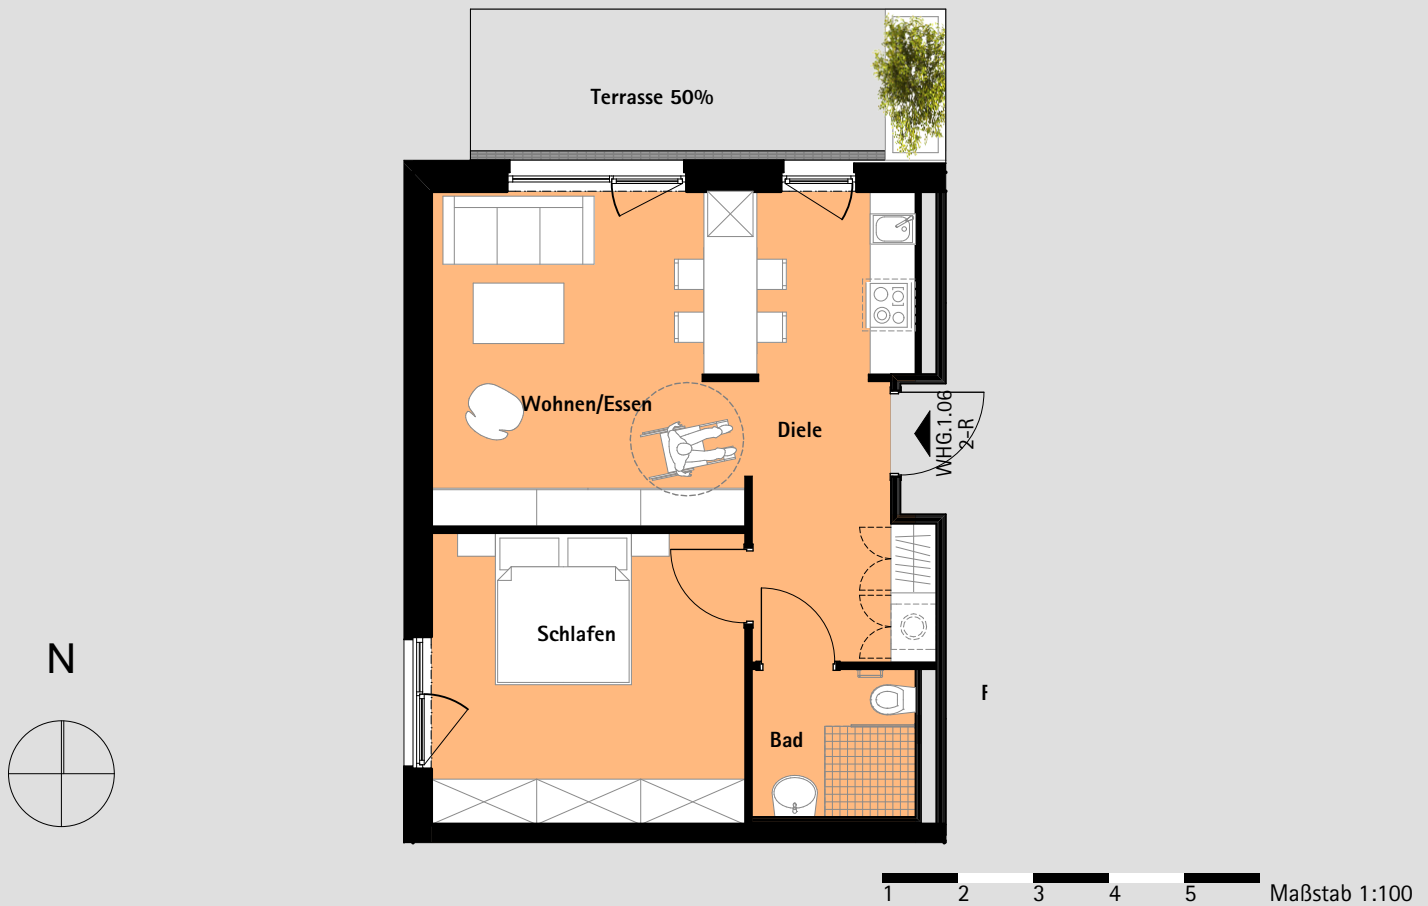 Terrasse 50%
Wohnen/Essen
Diele
WHG.1.06
2-R
Schlafen
N
F
Bad
1 2 3 4 5 Maßstab 1:100